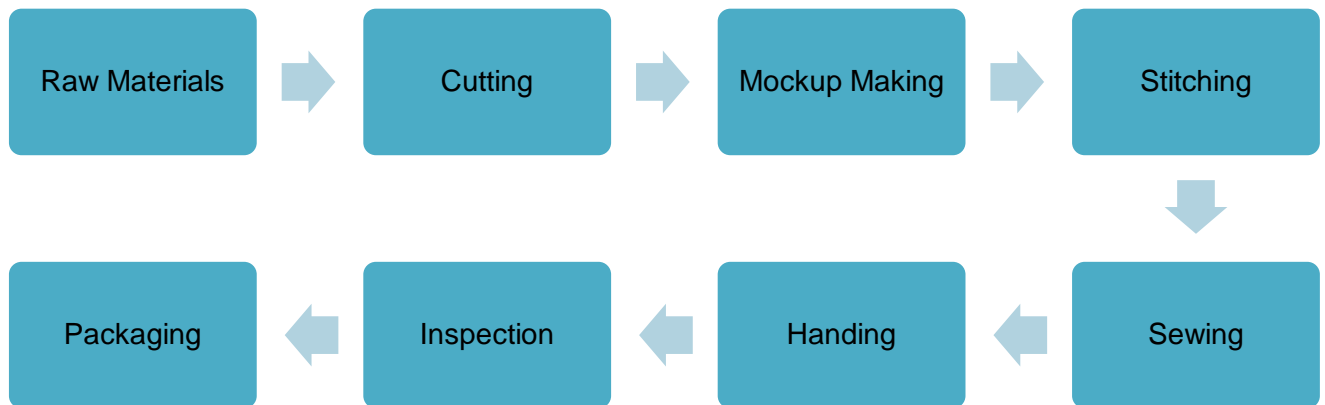 Raw Materials
Cutting
Mockup Making
Stitching
Sewing
Handing
Inspection
Packaging